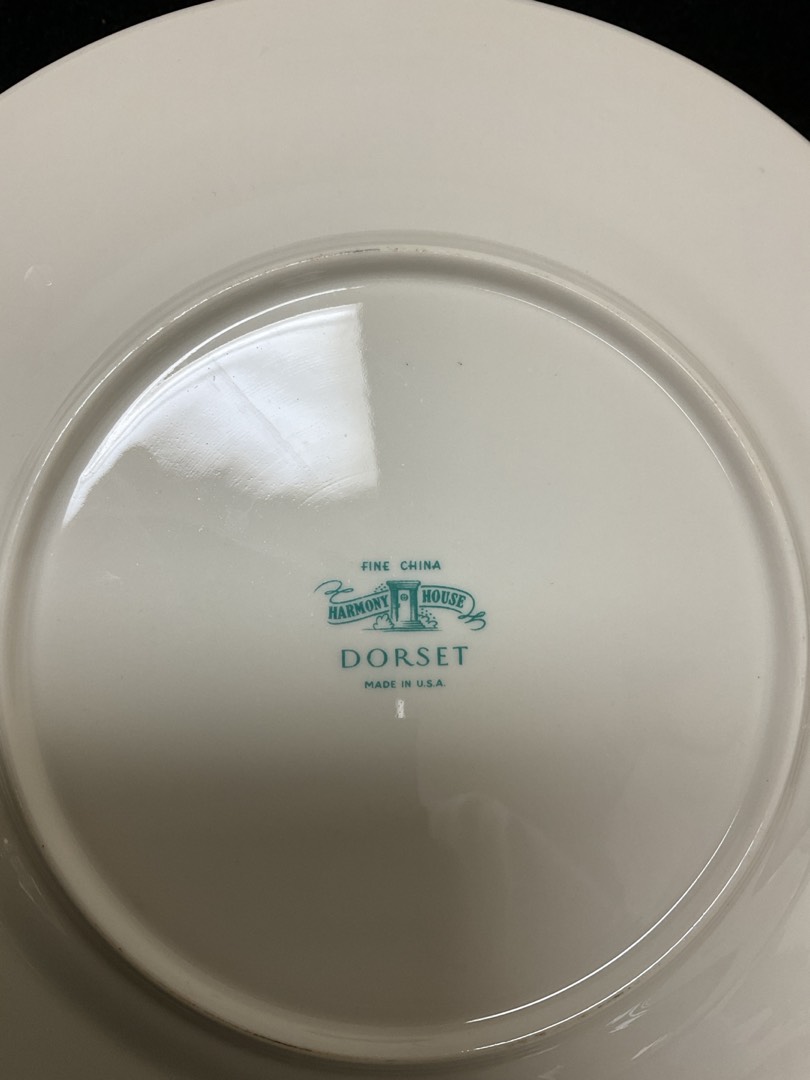 FINE CHINA
HARMONY HOUSE
DORSET
MADE IN U.S.A.